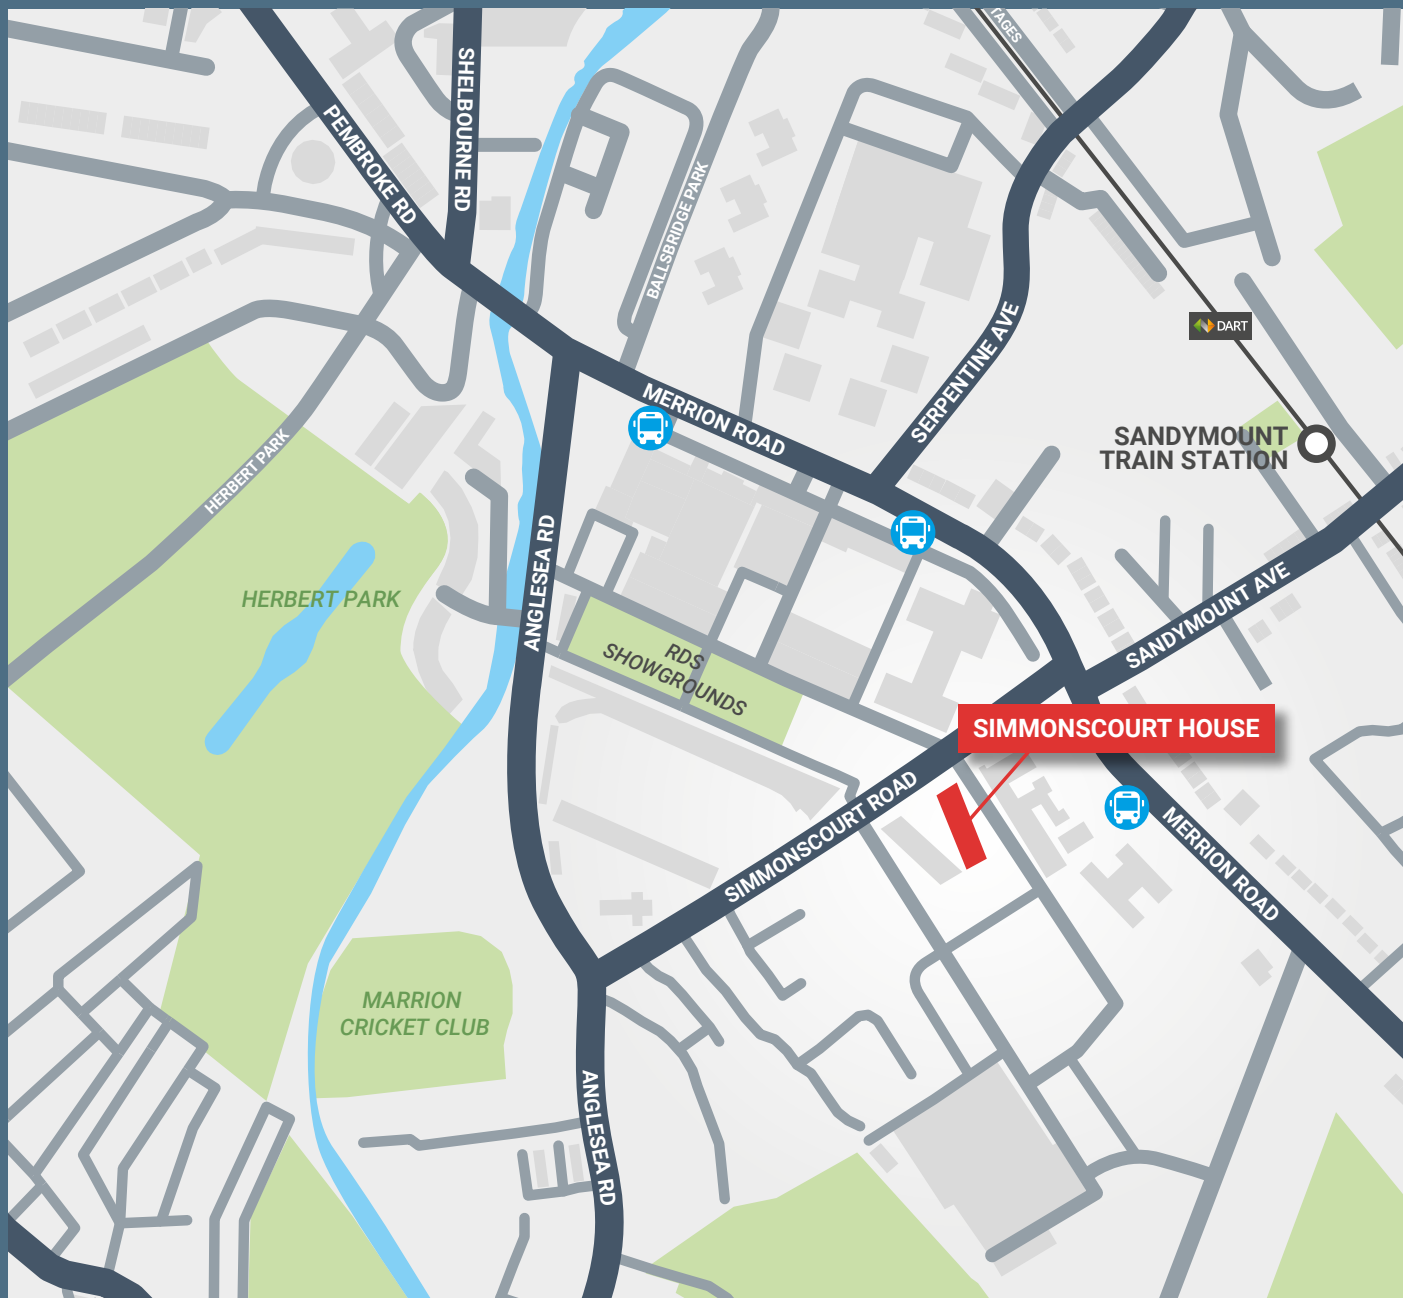 TAGES
SHELBOURNE RD
PEMBROKE RD
BALLSBRIDGE PARK
DART
SERPENTINE AVE
MERRION ROAD
SANDYMOUNT
TRAIN STATION
HERBERT PARK
ANGLESEA RD
HERBERT PARK
SANDYMOUNT AVE
RDS
SHOWGROUNDS
SIMMONSCOURT HOUSE
SIMMONSCOURT ROAD
MERRION ROAD
MARRION
CRICKET CLUB
ANGLESEA RD